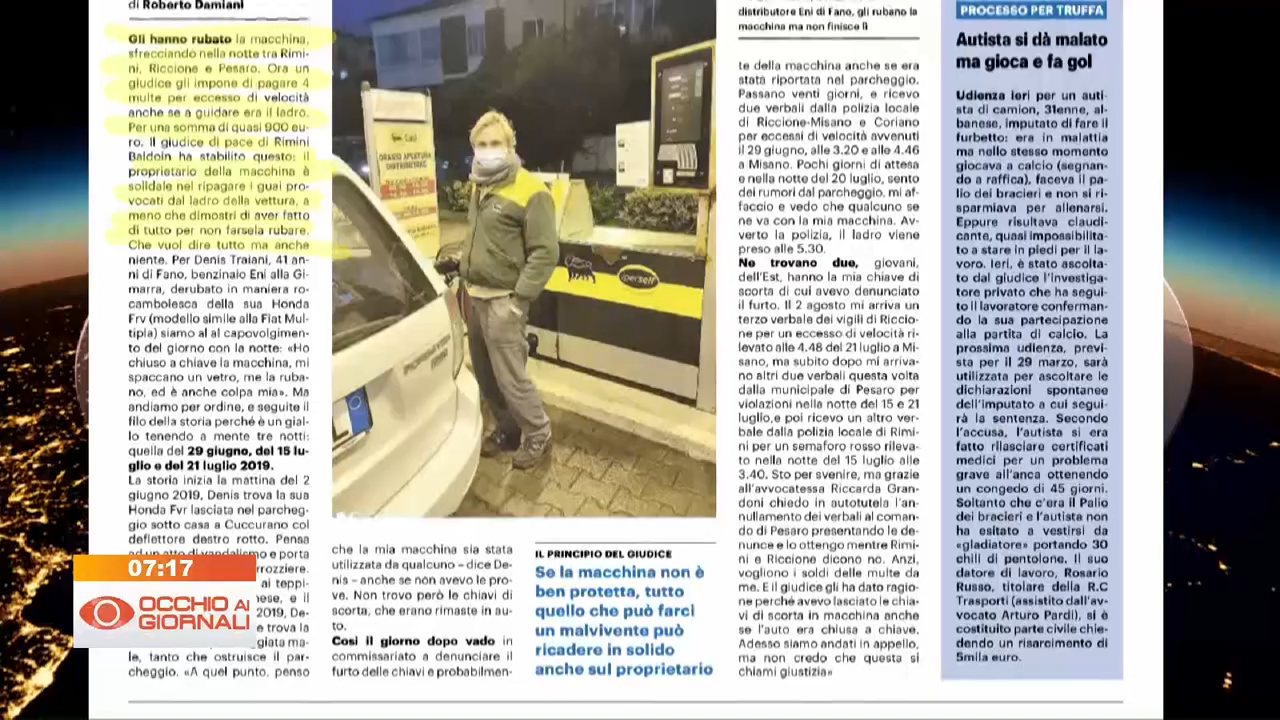 di Roberto Damiani
Gli hanno rubato la macchina,
sfrecciando nella notte tra Rimi-
ni, Riccione e Pesaro. Ora un
giudice gli impone di pagare 4
multe per eccesso di velocità
anche se a guidare era il ladro.
Per una somma di quasi 900 eu-
ro. Il giudice di pace di Rimini
Baldoin ha stabilito questo: il
proprietario della macchina è
solidale nel ripagare i guai pro-
vocati dal ladro della vettura, a
meno che dimostri di aver fatto
di tutto per non farsela rubare.
Che vuol dire tutto ma anche
niente. Per Denis Traiani, 41 an-
ni di Fano, benzinaio Eni alla Gi-
marra, derubato in maniera ro-
cambolesca della sua Honda
Frv (modello simile alla Fiat Mul-
tipla) siamo al al capovolgimen-
to del giorno con la notte: «Ho
chiuso a chiave la macchina, mi
spaccano un vetro, me la ruba-
no, ed è anche colpa mia». Ma
andiamo per ordine, e seguite il
filo della storia perché è un gial-
lo tenendo a mente tre notti:
quella del 29 giugno, del 15 lu-
glio e del 21 luglio 2019.
La storia inizia la mattina del 2
giugno 2019, Denis trova la sua
Honda Fvr lasciata nel parcheg-
gio sotto casa a Cuccurano col
deflettore destro rotto. Pensa
ad un atto di vandalismo e porta
rrozziere.
ai teppi-
nese, e il
2019, De-
e trova la
ggiata ma-
le, tanto che ostruisce il par-
cheggio. «A quel punto, penso
che la mia macchina sia stata
utilizzata da qualcuno – dice De-
nis – anche se non avevo le pro-
ve. Non trovo però le chiavi di
scorta, che erano rimaste in au-
to.
Così il giorno dopo vado in
commissariato a denunciare il
furto delle chiavi e probabilmen-
IL PRINCIPIO DEL GIUDICE
Se la macchina non è
ben protetta, tutto
quello che può farci
un malvivente può
ricadere in solido
anche sul proprietario
distributore Eni di Fano, gli rubano la
macchina ma non finisce lì
te della macchina anche se era
stata riportata nel parcheggio.
Passano venti giorni, e ricevo
due verbali dalla polizia locale
di Riccione-Misano e Coriano
per eccessi di velocità avvenuti
il 29 giugno, alle 3.20 e alle 4.46
a Misano. Pochi giorni di attesa
e nella notte del 20 luglio, sento
dei rumori dal parcheggio, mi af-
faccio e vedo che qualcuno se
ne va con la mia macchina. Av-
verto la polizia, il ladro viene
preso alle 5.30.
Ne trovano due, giovani,
dell'Est, hanno la mia chiave di
scorta di cui avevo denunciato
il furto. Il 2 agosto mi arriva un
terzo verbale dei vigili di Riccio-
ne per un eccesso di velocità ri-
levato alle 4.48 del 21 luglio a Mi-
sano, ma subito dopo mi arriva-
no altri due verbali questa volta
dalla municipale di Pesaro per
violazioni nella notte del 15 e 21
luglio,e poi ricevo un altro ver-
bale dalla polizia locale di Rimi-
ni per un semaforo rosso rileva-
to nella notte del 15 luglio alle
3.40. Sto per svenire, ma grazie
all'avvocatessa Riccarda Gran-
doni chiedo in autotutela l'an-
nullamento dei verbali al coman-
do di Pesaro presentando le de-
nunce e lo ottengo mentre Rimi-
ni e Riccione dicono no. Anzi,
vogliono i soldi delle multe da
me. E il giudice gli ha dato ragio-
ne perché avevo lasciato le chia-
vi di scorta in macchina anche
se l'auto era chiusa a chiave.
Adesso siamo andati in appello,
ma non credo che questa si
chiami giustizia»
PROCESSO PER TRUFFA
Autista si dà malato
ma gioca e fa gol
Udienza ieri per un auti-
sta di camion, 31enne, al-
banese, imputato di fare il
furbetto: era in malattia
ma nello stesso momento
giocava a calcio (segnan-
do a raffica), faceva il pa-
lio dei bracieri e non si ri-
sparmiava per allenarsi.
Eppure risultava claudi-
cante, quasi impossibilita-
to a stare in piedi per il la-
voro. Ieri, è stato ascolta-
to dal giudice l'investiga-
tore privato che ha segui-
to il lavoratore conferman-
do la sua partecipazione
alla partita di calcio. La
prossima udienza, previ-
sta per il 29 marzo, sarà
utilizzata per ascoltare le
dichiarazioni spontanee
dell'imputato a cui segui-
rà la sentenza. Secondo
l'accusa, l'autista si era
fatto rilasciare certificati
medici per un problema
grave all'anca ottenendo
un congedo di 45 giorni.
Soltanto che c'era il Palio
dei bracieri e l'autista non
ha esitato a vestirsi da
«gladiatore» portando 30
chili di pentolone. Il suo
datore di lavoro, Rosario
Russo, titolare della R.C
Trasporti (assistito dall'av-
vocato Arturo Pardi), si è
costituito parte civile chie-
dendo un risarcimento di
5mila euro.
iperself
07:17
OCCHIO AI
GIORNALI